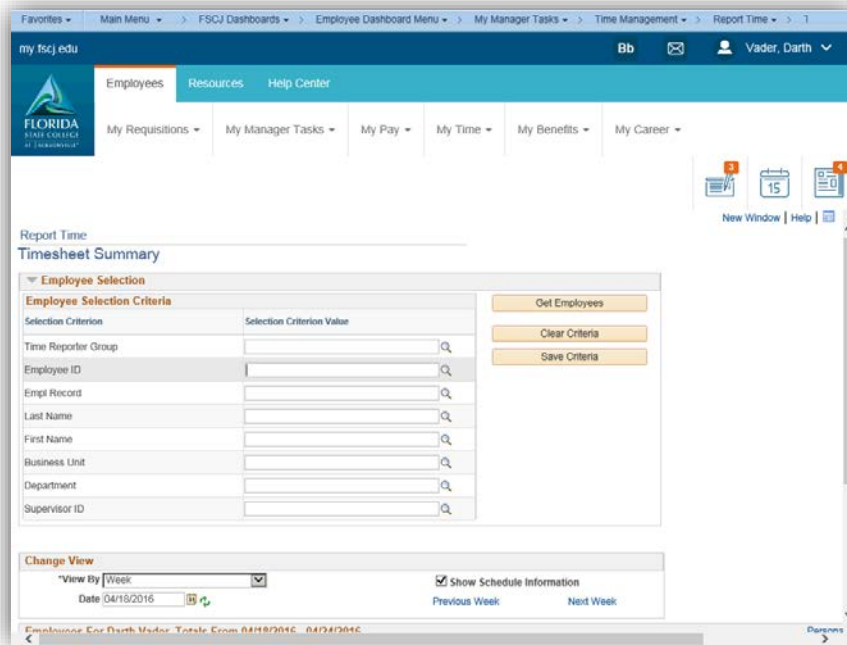 Favorites Main Menu > FSCJ Dashboards > Employee Dashboard Menu > My Manager Tasks > Time Management > Report Time >
my.fscj.edu Bb Vader, Darth
Employees Resources Help Center
FLORIDA
STATE COLLEGE
AT JACKSONVILLE
My Requisitions My Manager Tasks My Pay My Time My Benefits My Career
3 15 4
New Window | Help |
Report Time
Timesheet Summary
Employee Selection
Employee Selection Criteria Get Employees
Selection Criterion Selection Criterion Value
Clear Criteria
Time Reporter Group
Save Criteria
Employee ID
Empl Record
Last Name
First Name
Business Unit
Department
Supervisor ID
Change View
*View By Week Show Schedule Information
Date 04/18/2016 Previous Week Next Week
Employees For Darth Vader, Totals From 04/18/2016 - 04/24/2016